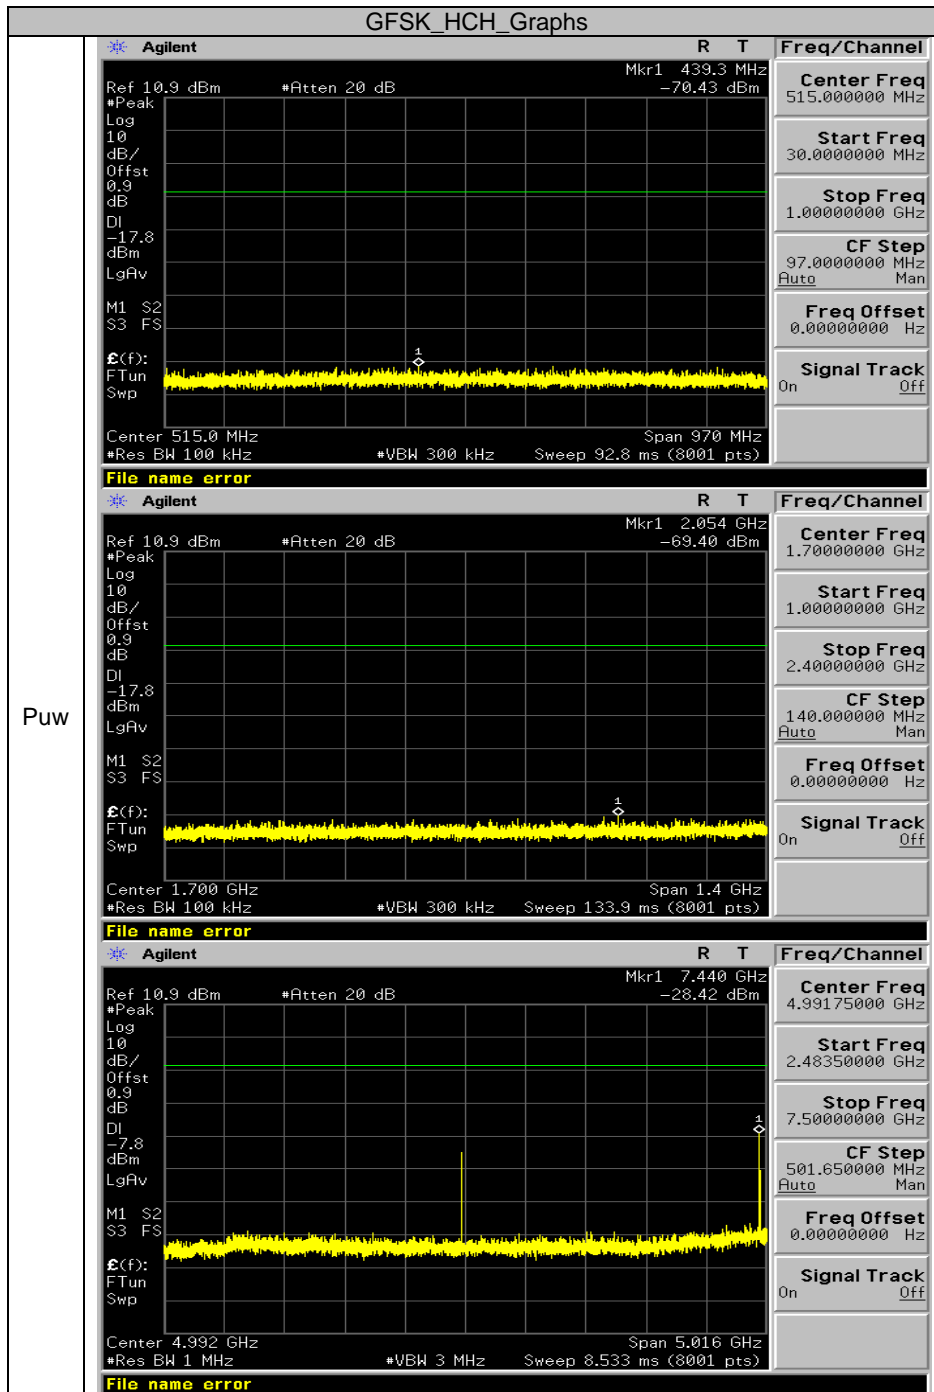 GFSK_HCH_Graphs
Puw
Agilent R T Freq/Channel
Mkr1 439.3 MHz
Ref 10.9 dBm #Atten 20 dB -70.43 dBm
#Peak
Log
10
dB/
Offst
0.9
dB
DI
-17.8
dBm
LgAv
M1 S2
S3 FS
£(f):
FTun
Swp
1
Center 515.0 MHz Span 970 MHz
#Res BW 100 kHz #VBW 300 kHz Sweep 92.8 ms (8001 pts)
File name error
Center Freq
515.000000 MHz
Start Freq
30.0000000 MHz
Stop Freq
1.00000000 GHz
CF Step
97.0000000 MHz
Auto Man
Freq Offset
0.00000000 Hz
Signal Track
On Off
Agilent R T Freq/Channel
Mkr1 2.054 GHz
Ref 10.9 dBm #Atten 20 dB -69.40 dBm
#Peak
Log
10
dB/
Offst
0.9
dB
DI
-17.8
dBm
LgAv
M1 S2
S3 FS
£(f):
FTun
Swp
1
Center 1.700 GHz Span 1.4 GHz
#Res BW 100 kHz #VBW 300 kHz Sweep 133.9 ms (8001 pts)
File name error
Center Freq
1.70000000 GHz
Start Freq
1.00000000 GHz
Stop Freq
2.40000000 GHz
CF Step
140.000000 MHz
Auto Man
Freq Offset
0.00000000 Hz
Signal Track
On Off
Agilent R T Freq/Channel
Mkr1 7.440 GHz
Ref 10.9 dBm #Atten 20 dB -28.42 dBm
#Peak
Log
10
dB/
Offst
0.9
dB
DI
-7.8
dBm
LgAv
M1 S2
S3 FS
£(f):
FTun
Swp
1
Center 4.992 GHz Span 5.016 GHz
#Res BW 1 MHz #VBW 3 MHz Sweep 8.533 ms (8001 pts)
File name error
Center Freq
4.99175000 GHz
Start Freq
2.48350000 GHz
Stop Freq
7.50000000 GHz
CF Step
501.650000 MHz
Auto Man
Freq Offset
0.00000000 Hz
Signal Track
On Off